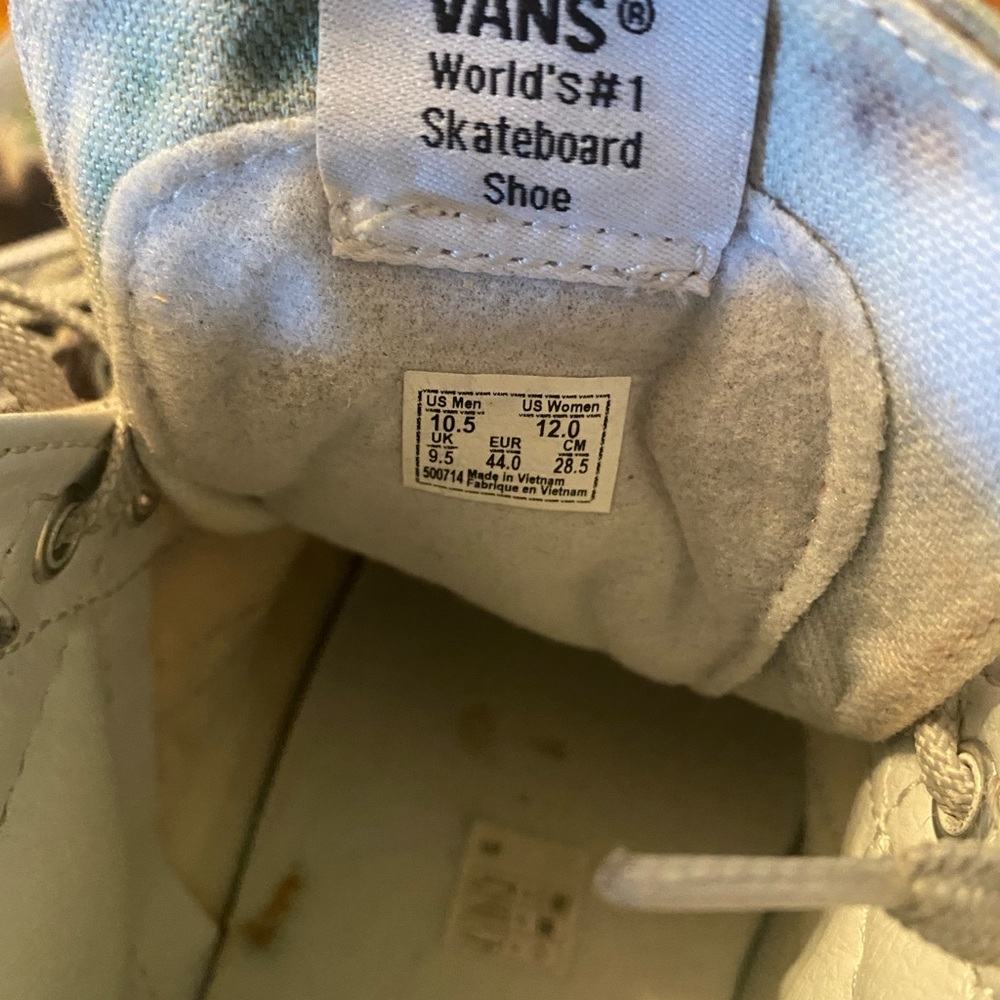 VANS®
World's #1
Skateboard
Shoe
US Men US Women
10.5 12.0
UK EUR CM
9.5 44.0 28.5
500714 Made in Vietnam
Fabrique en Vietnam